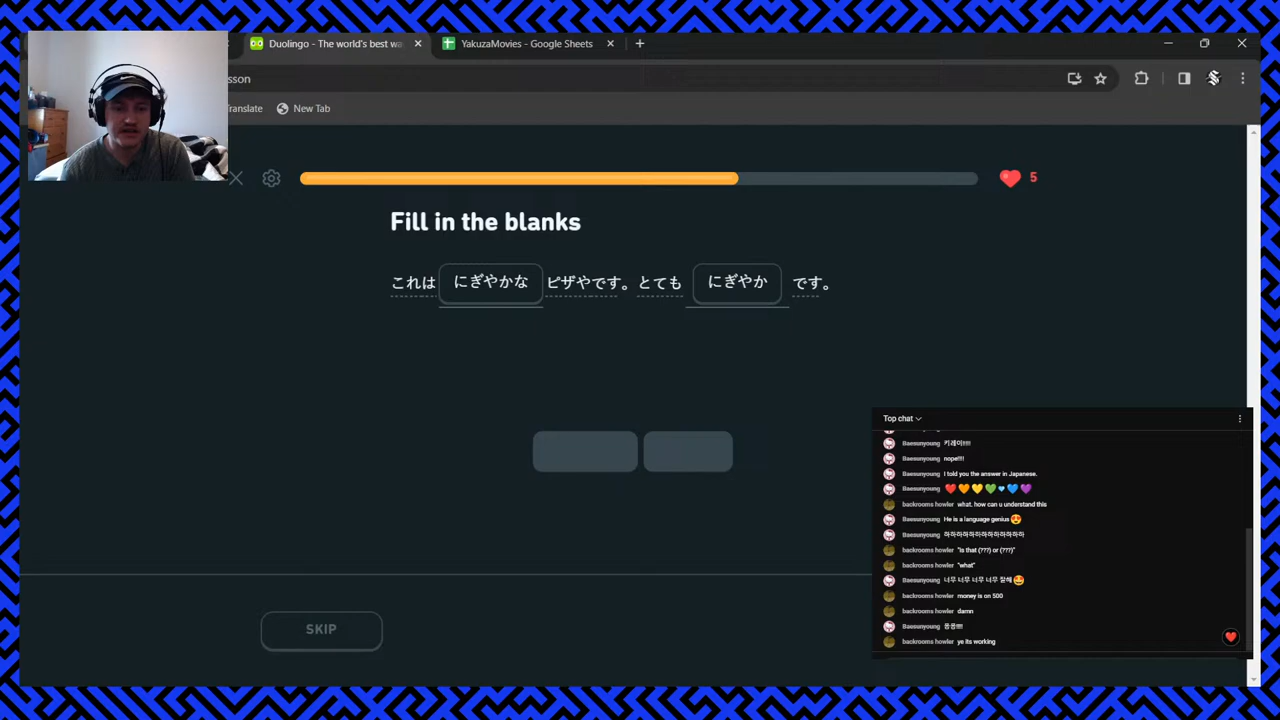 Duolingo - The world's best wa
YakuzaMovies - Google Sheets
sson
Translate
New Tab
5
Fill in the blanks
これは にぎやかな ピザやです。とても にぎやか です。
Top chat
Baesunyoung 키레이!!!!!
Baesunyoung nope!!!!
Baesunyoung I told you the answer in Japanese.
Baesunyoung ❤️🧡💛💚🩵💙💜
backrooms howler what. how can u understand this
Baesunyoung He is a language genius 😍
Baesunyoung 하하하하하하하하하하하하하
backrooms howler "is that (???) or (???)"
backrooms howler "what"
Baesunyoung 너무 너무 너무 너무 잘해 🤩
backrooms howler money is on 500
backrooms howler damn
Baesunyoung 응응!!!!
backrooms howler ye its working
SKIP